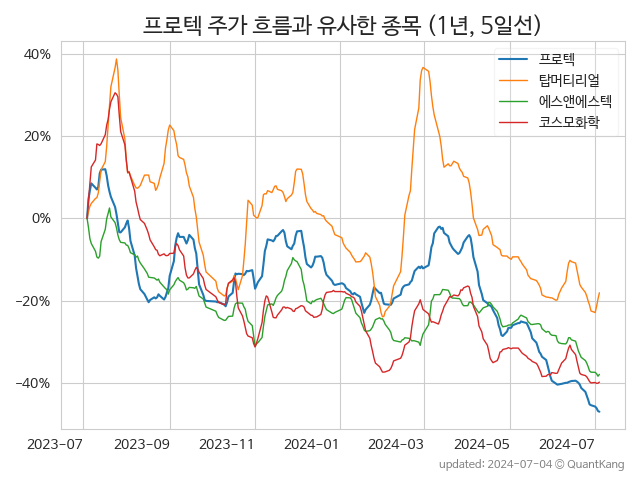 프로텍 주가 흐름과 유사한 종목 (1년, 5일선)
프로텍
탑머티리얼
에스앤에스텍
코스모화학
40%
20%
0%
−20%
−40%
2023-07
2023-09
2023-11
2024-01
2024-03
2024-05
2024-07
updated: 2024-07-04 © QuantKang